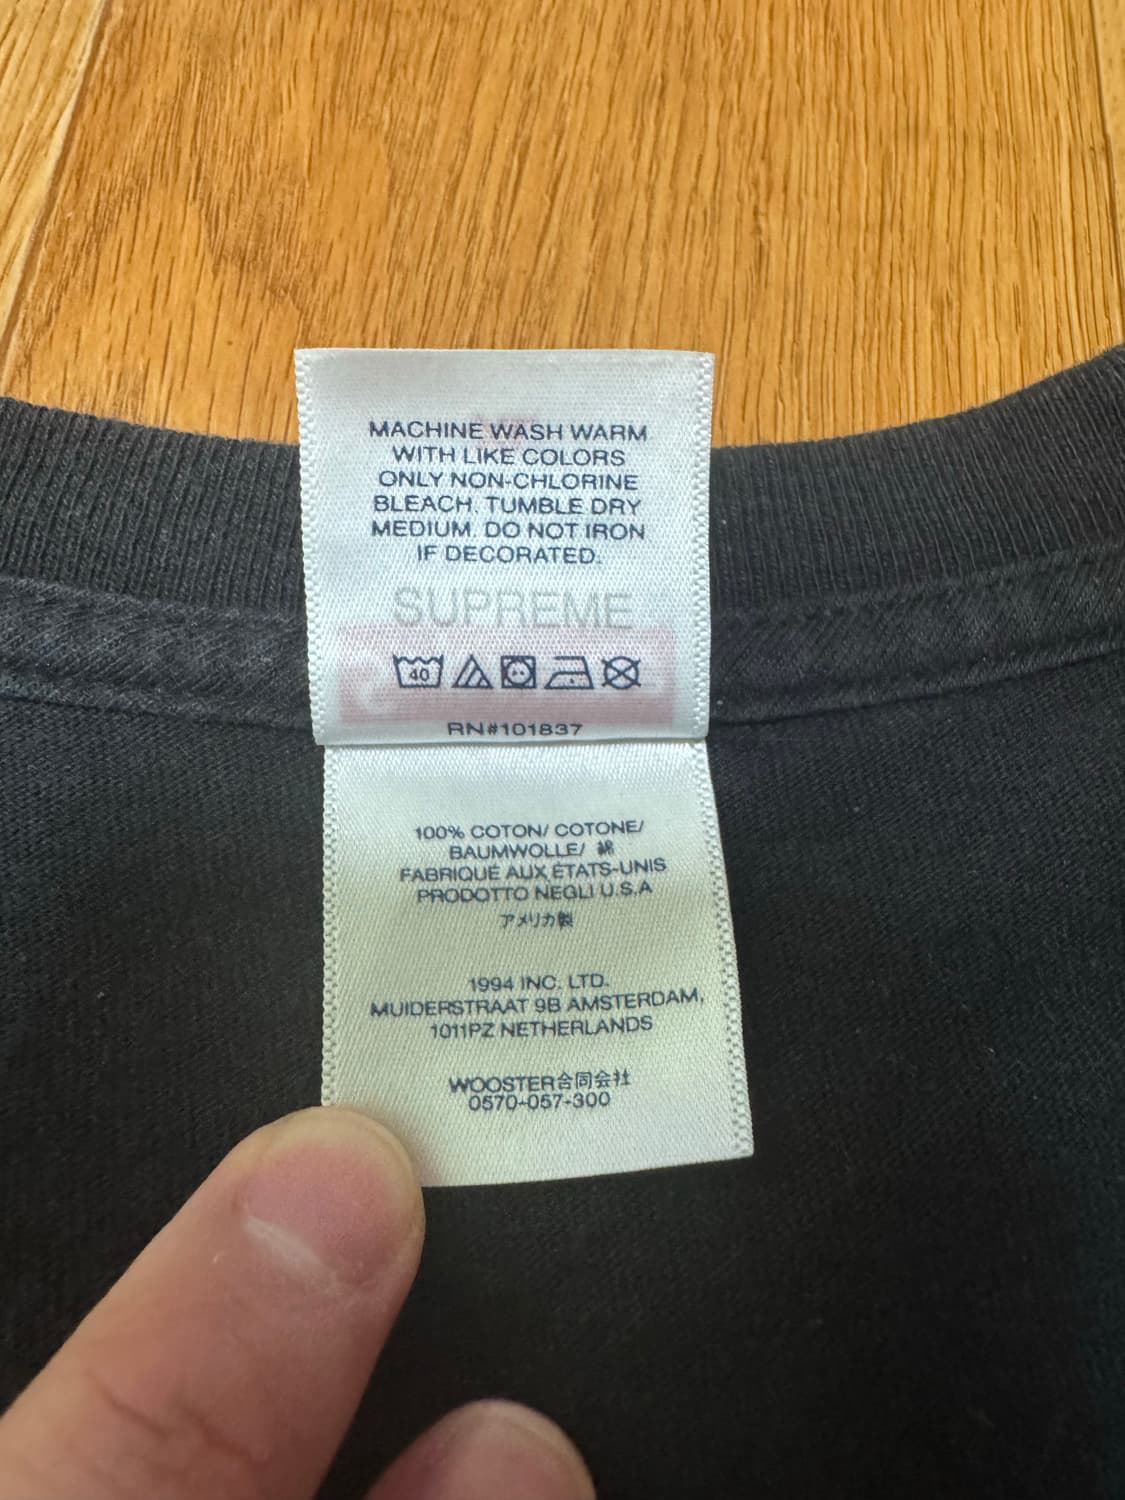 MACHINE WASH WARM
WITH LIKE COLORS
ONLY NON-CHLORINE
BLEACH. TUMBLE DRY
MEDIUM. DO NOT IRON
IF DECORATED.
SUPREME
40
RN#101837
100% COTON/ COTONE/
BAUMWOLLE/ 綿
FABRIQUÉ AUX ÉTATS-UNIS
PRODOTTO NEGLI U.S.A
アメリカ製
1994 INC. LTD.
MUIDERSTRAAT 9B AMSTERDAM,
1011PZ NETHERLANDS
WOOSTER合同会社
0570-057-300